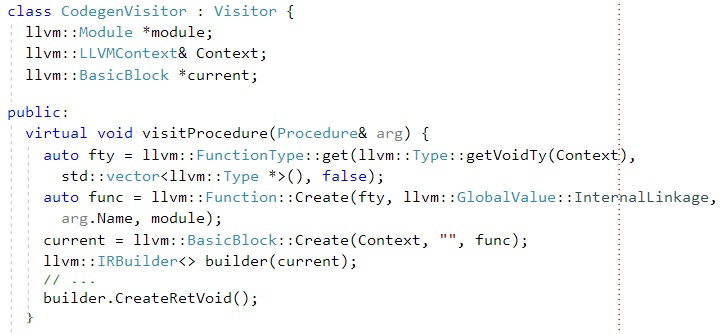 class CodegenVisitor : Visitor {
llvm::Module *module;
llvm::LLVMContext& Context;
llvm::BasicBlock *current;
public:
virtual void visitProcedure(Procedure& arg) {
auto fty = llvm::FunctionType::get(llvm::Type::getVoidTy(Context),
std::vector<llvm::Type *>(), false);
auto func = llvm::Function::Create(fty, llvm::GlobalValue::InternalLinkage,
arg.Name, module);
current = llvm::BasicBlock::Create(Context, "", func);
llvm::IRBuilder<> builder(current);
// ...
builder.CreateRetVoid();
}